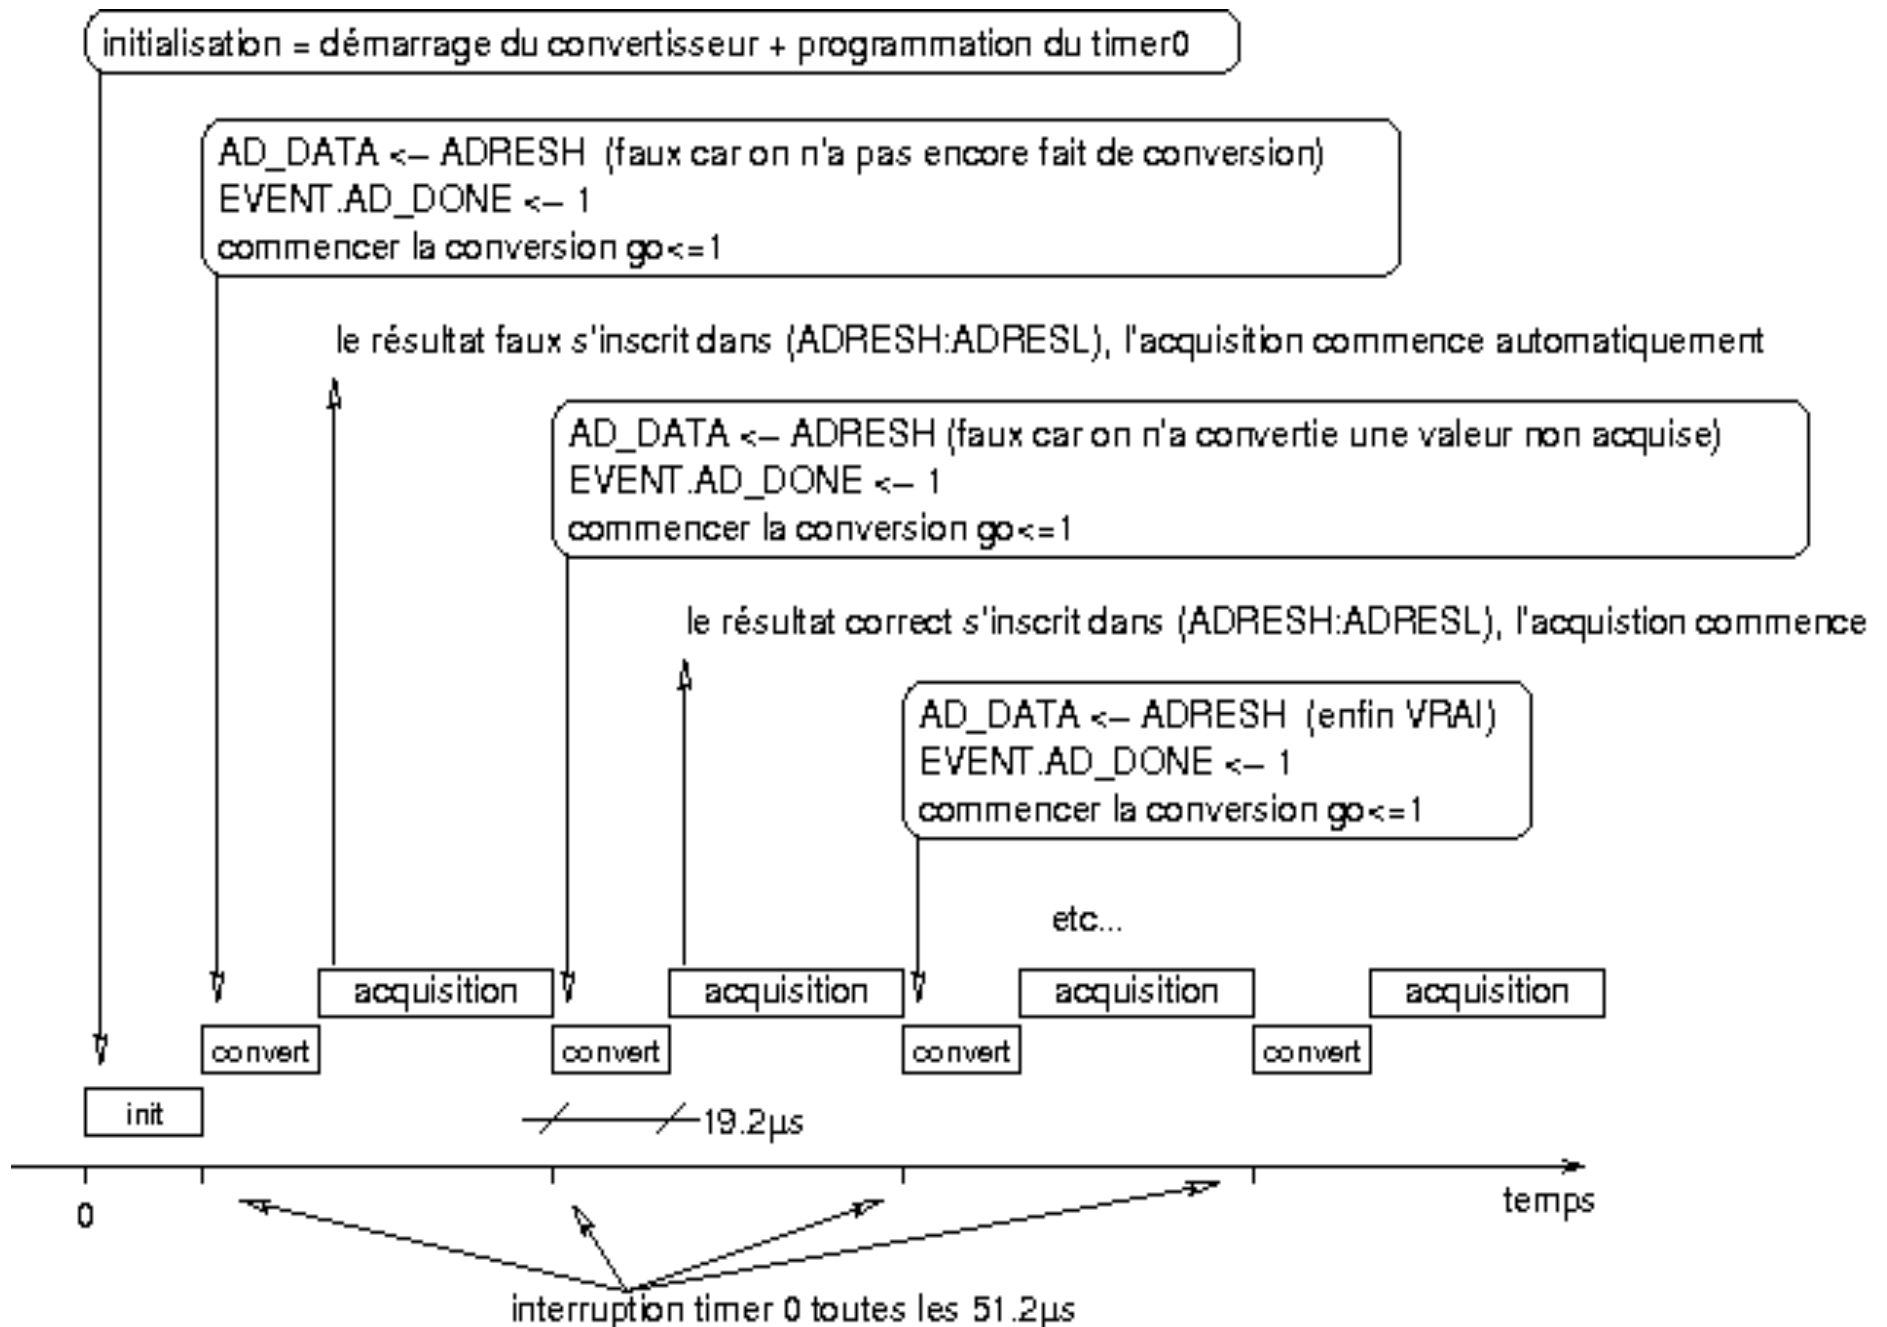 initialisation = démarrage du convertisseur + programmation du timer0
AD_DATA <– ADRESH (faux car on n'a pas encore fait de conversion)
EVENT.AD_DONE <– 1
commencer la conversion go<=1
le résultat faux s'inscrit dans (ADRESH:ADRESL), l'acquisition commence automatiquement
AD_DATA <– ADRESH (faux car on n'a convertie une valeur non acquise)
EVENT.AD_DONE <– 1
commencer la conversion go<=1
le résultat correct s'inscrit dans (ADRESH:ADRESL), l'acquistion commence
AD_DATA <– ADRESH (enfin VRAI)
EVENT.AD_DONE <– 1
commencer la conversion go<=1
etc...
acquisition acquisition acquisition acquisition
convert convert convert convert
init
19.2µs
0
temps
interruption timer 0 toutes les 51.2µs